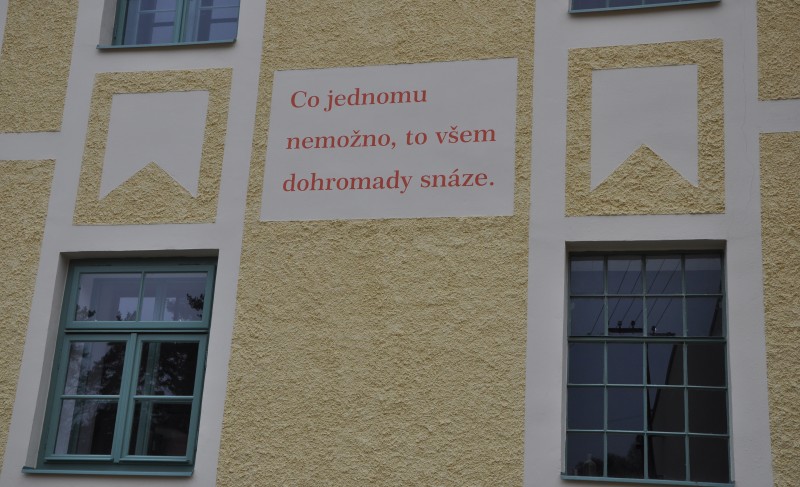 Co jednomu
nemožno, to všem
dohromady snáze.